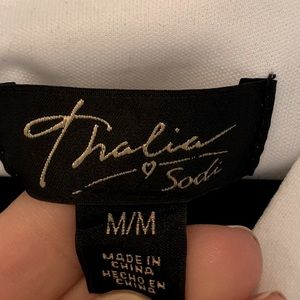 Thalia
Sodi
M/M
MADE IN
CHINA
HECHO EN
CHINA